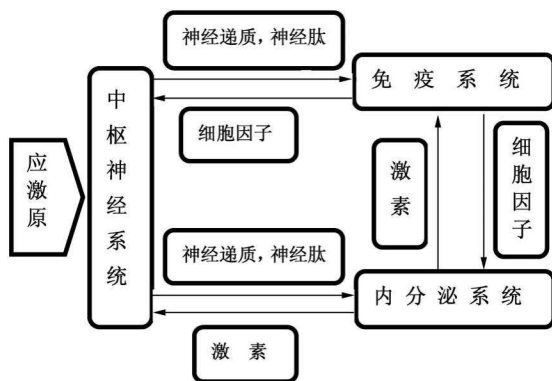 神经递质，神经肽
免疫系统
中枢神经系统
细胞因子
应激原
激素
细胞因子
神经递质，神经肽
内分泌系统
激素